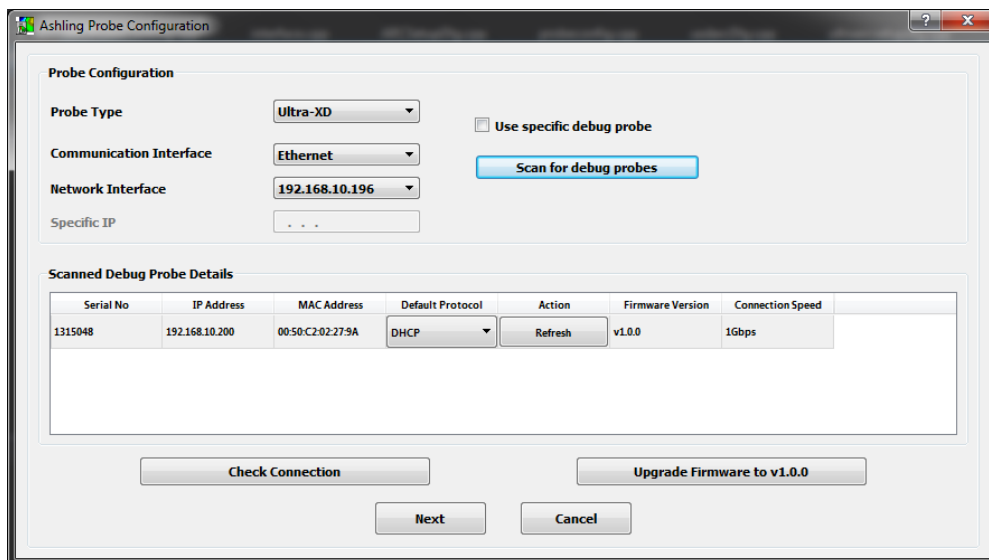 Ashling Probe Configuration
?
X
Probe Configuration
Probe Type
Ultra-XD
Use specific debug probe
Communication Interface
Ethernet
Scan for debug probes
Network Interface
192.168.10.196
Specific IP
. . .
Scanned Debug Probe Details
Serial No IP Address MAC Address Default Protocol Action Firmware Version Connection Speed
1315048 192.168.10.200 00:50:C2:02:27:9A DHCP Refresh v1.0.0 1Gbps
Check Connection
Upgrade Firmware to v1.0.0
Next
Cancel